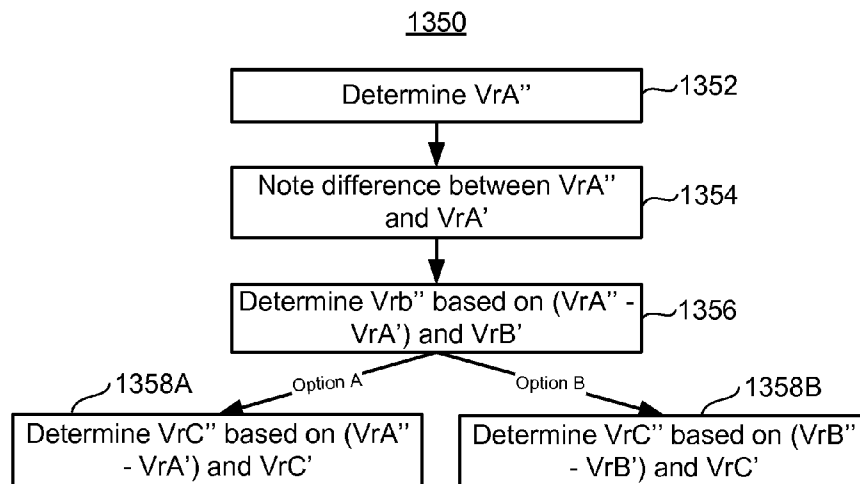 1350
Determine VrA’’
1352
Note difference between VrA’’
and VrA’
1354
Determine Vrb’’ based on (VrA’’ -
VrA’) and VrB’
1356
Option A
Option B
1358A
1358B
Determine VrC’’ based on (VrA’’
- VrA’) and VrC’
Determine VrC’’ based on (VrB’’
- VrB’) and VrC’